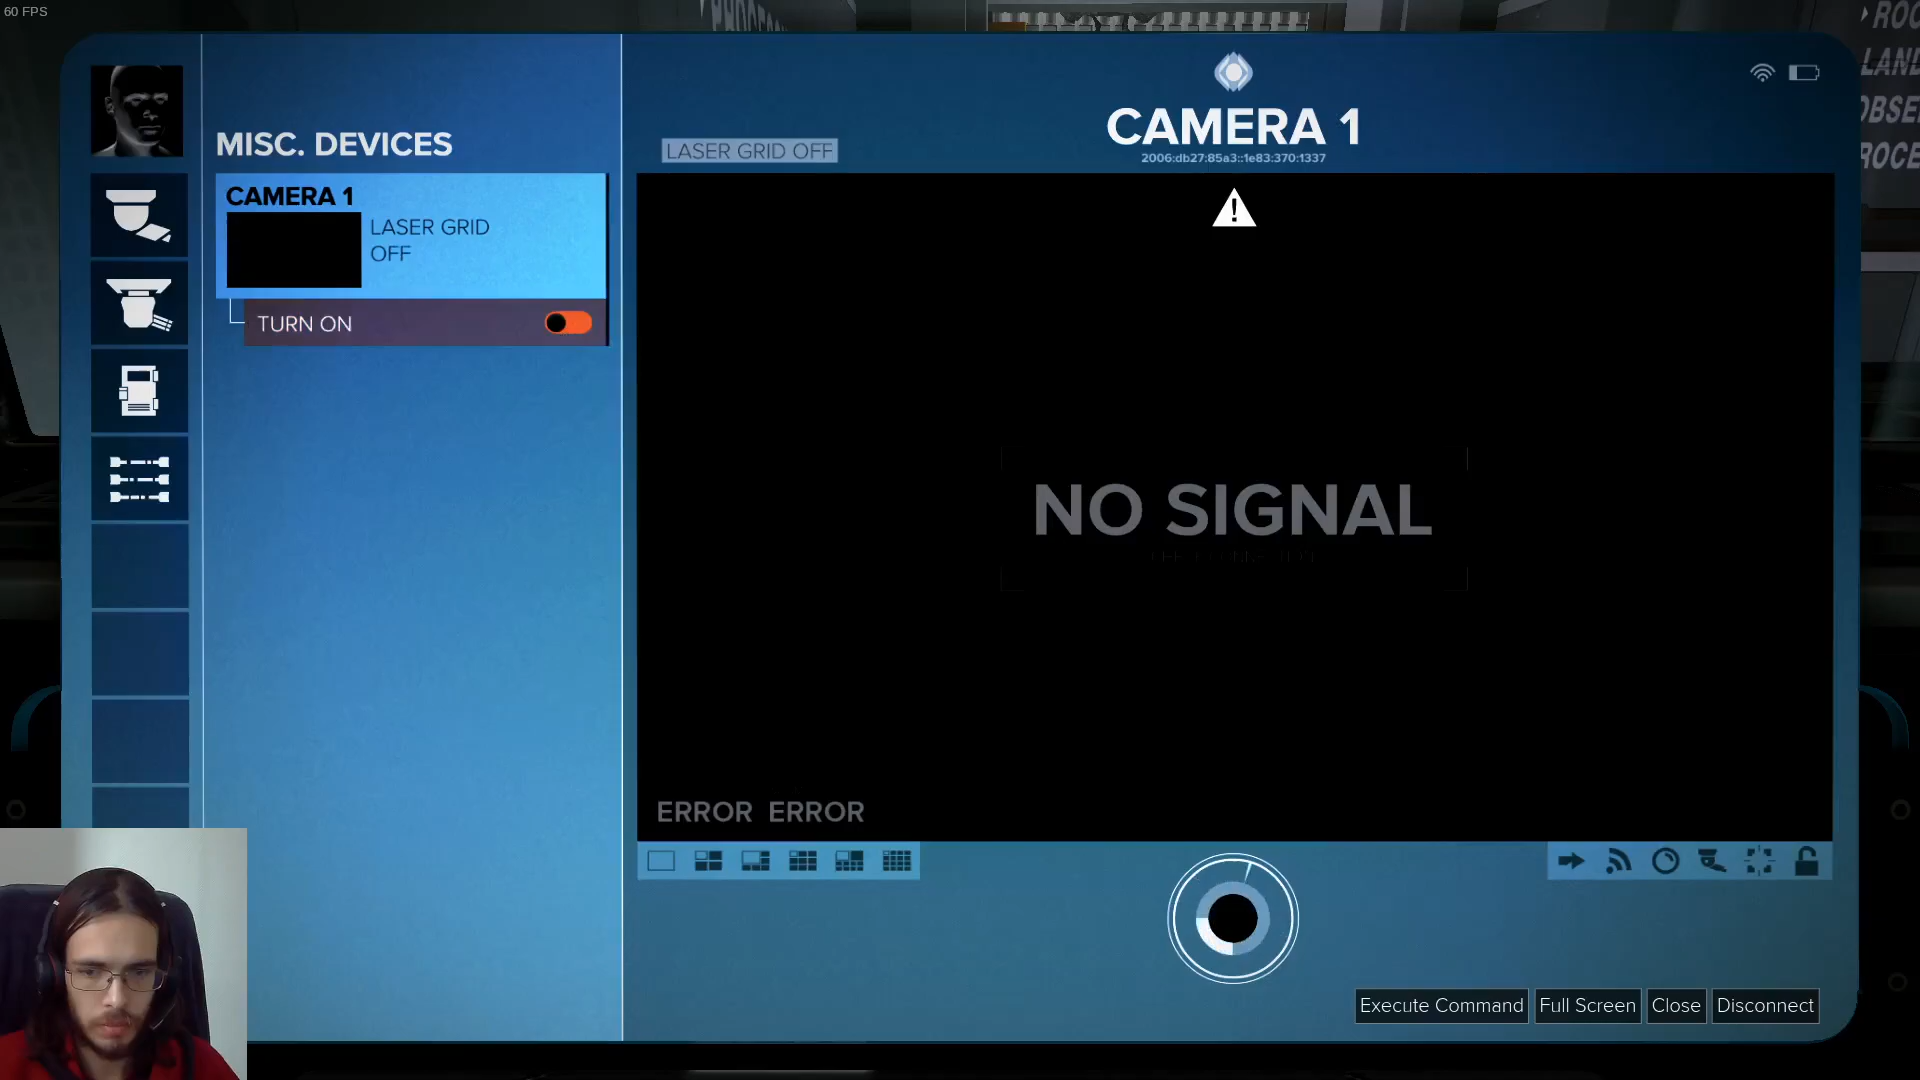 60 FPS
MISC. DEVICES
CAMERA 1
LASER GRID
OFF
TURN ON
CAMERA 1
2006:db27:85a3::1e83:370:1337
LASER GRID OFF
NO SIGNAL
ERROR ERROR
Execute Command
Full Screen
Close
Disconnect